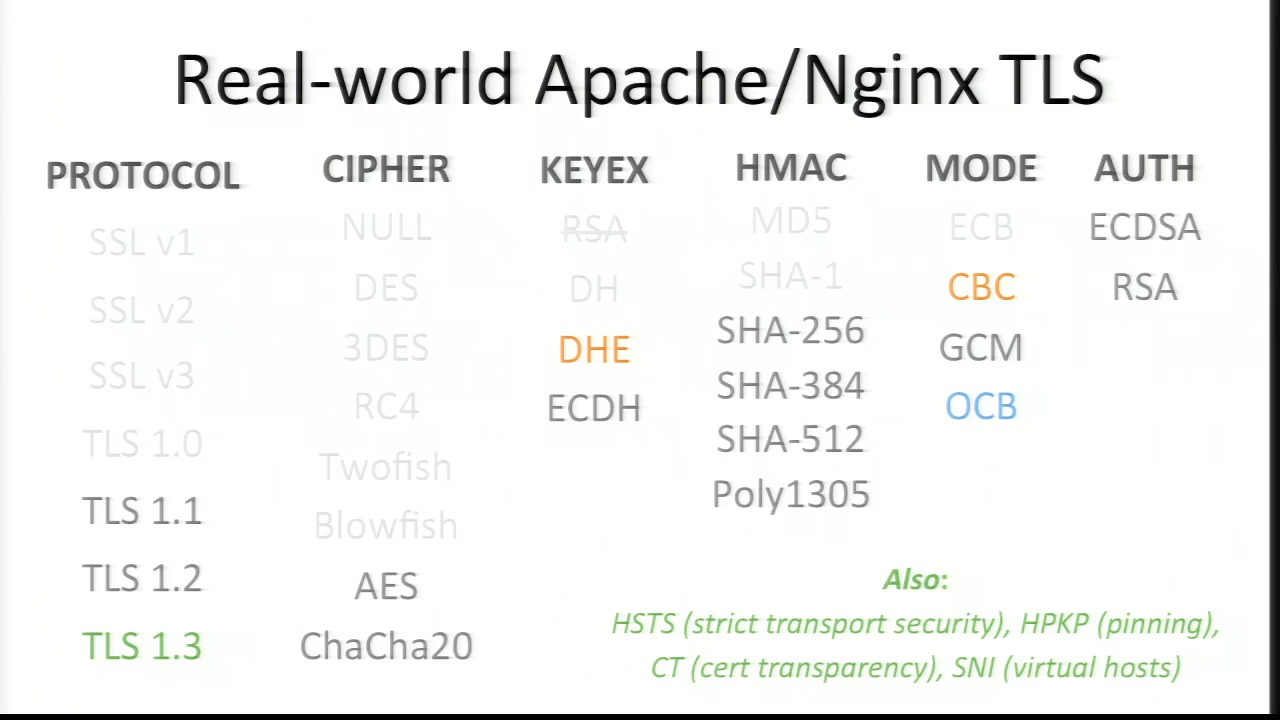 Real-world Apache/Nginx TLS
PROTOCOL
SSL v1
SSL v2
SSL v3
TLS 1.0
TLS 1.1
TLS 1.2
TLS 1.3
CIPHER
NULL
DES
3DES
RC4
Twofish
Blowfish
AES
ChaCha20
KEYEX
RSA
DH
DHE
ECDH
HMAC
MD5
SHA-1
SHA-256
SHA-384
SHA-512
Poly1305
MODE
ECB
CBC
GCM
OCB
AUTH
ECDSA
RSA
Also:
HSTS (strict transport security), HPKP (pinning),
CT (cert transparency), SNI (virtual hosts)